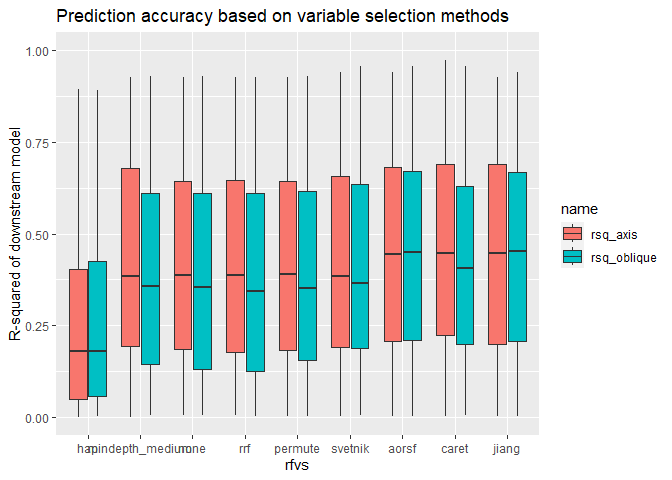 Prediction accuracy based on variable selection methods
R-squared of downstream model
1.00
0.75
0.50
0.25
0.00
mindepth_medium
rrf
permute
svetnik
aorsf
caret
jiang
rfvs
name
rsq_axis
rsq_oblique